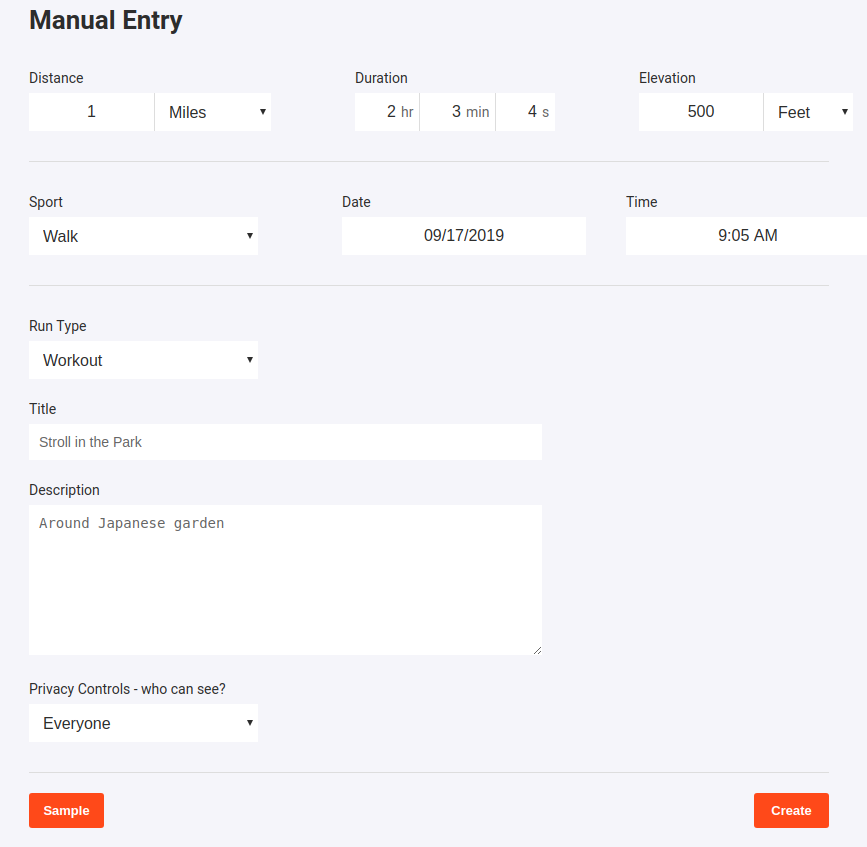 Manual Entry
Distance Duration Elevation
1 Miles 2 hr 3 min 4 s 500 Feet
Sport Date Time
Walk 09/17/2019 9:05 AM
Run Type
Workout
Title
Stroll in the Park
Description
Around Japanese garden
Privacy Controls - who can see?
Everyone
Sample Create